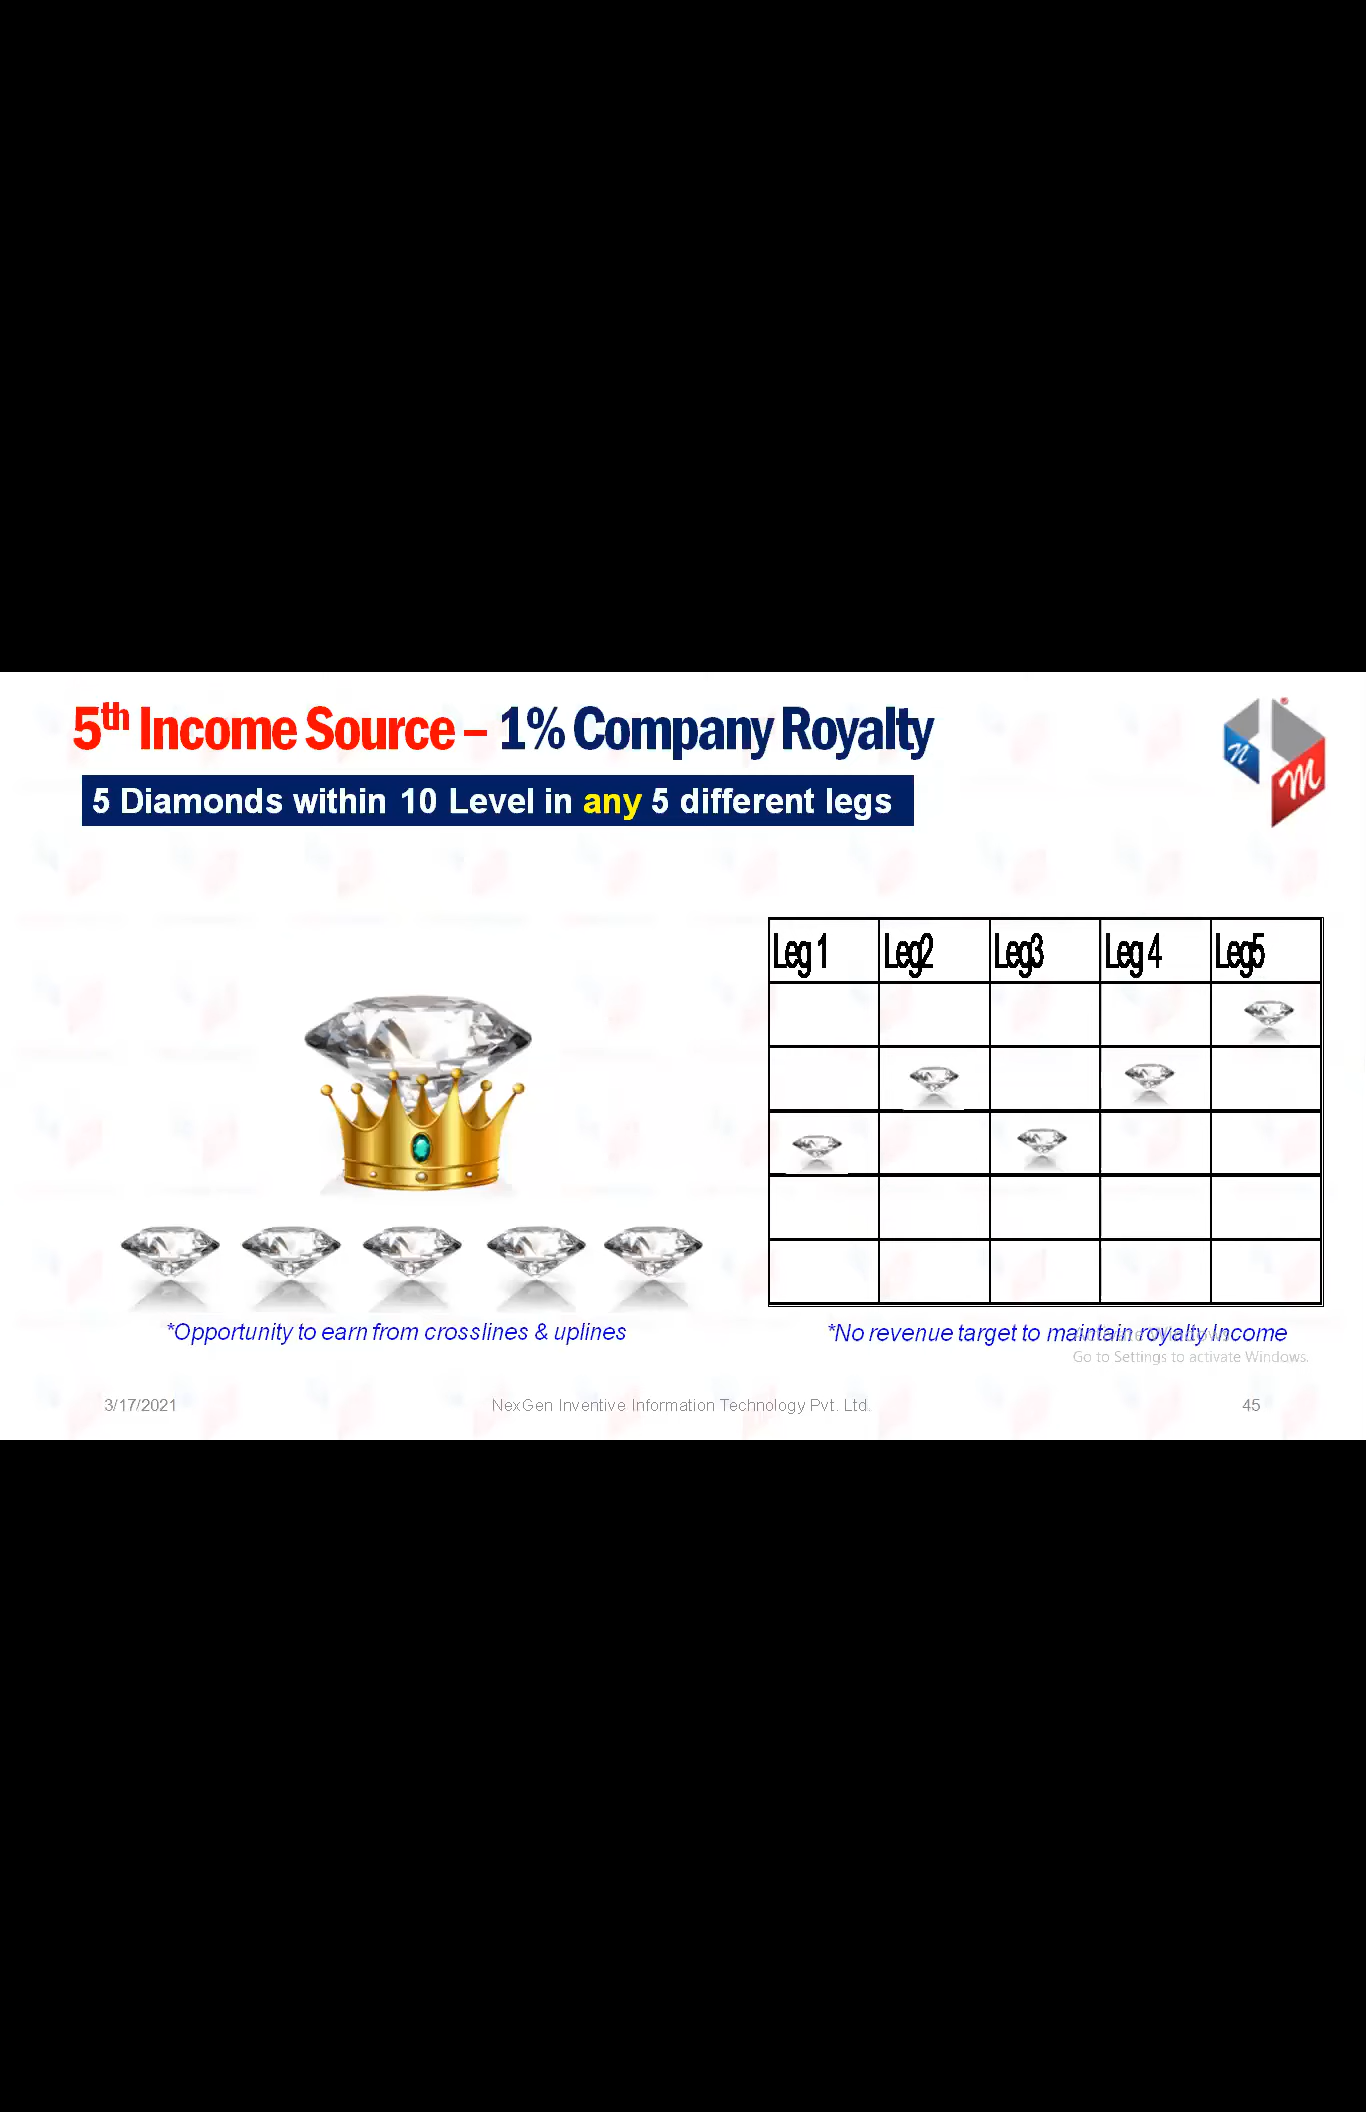 5th Income Source – 1% Company Royalty
5 Diamonds within 10 Level in any 5 different legs
n
m
Leg 1 Leg2 Leg3 Leg 4 Leg5
*Opportunity to earn from crosslines & uplines
*No revenue target to maintain royalty Income
Activate Windows
Go to Settings to activate Windows.
3/17/2021 NexGen Inventive Information Technology Pvt. Ltd. 45